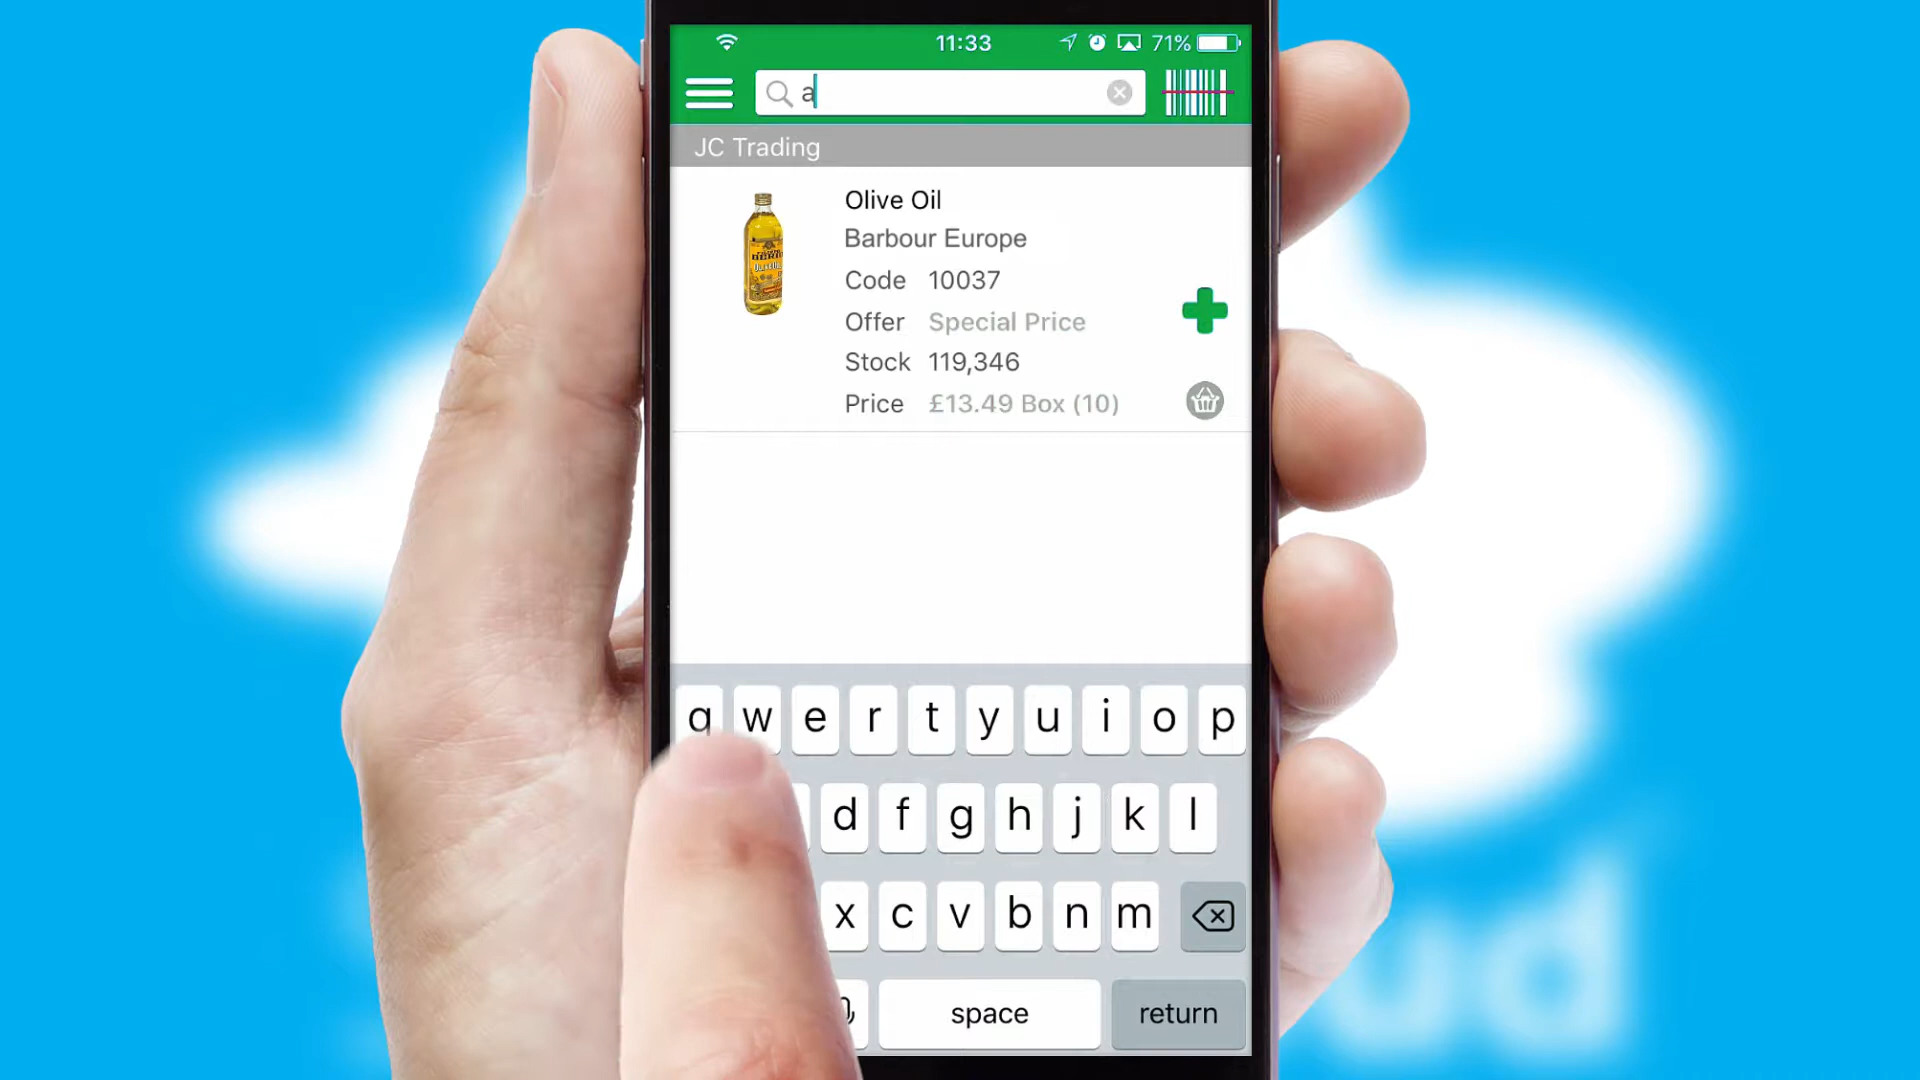 11:33
71%
a
JC Trading
Olive Oil
Barbour Europe
Code 10037
Offer Special Price
Stock 119,346
Price £13.49 Box (10)
q w e r t y u i o p
d f g h j k l
x c v b n m
space return
ud